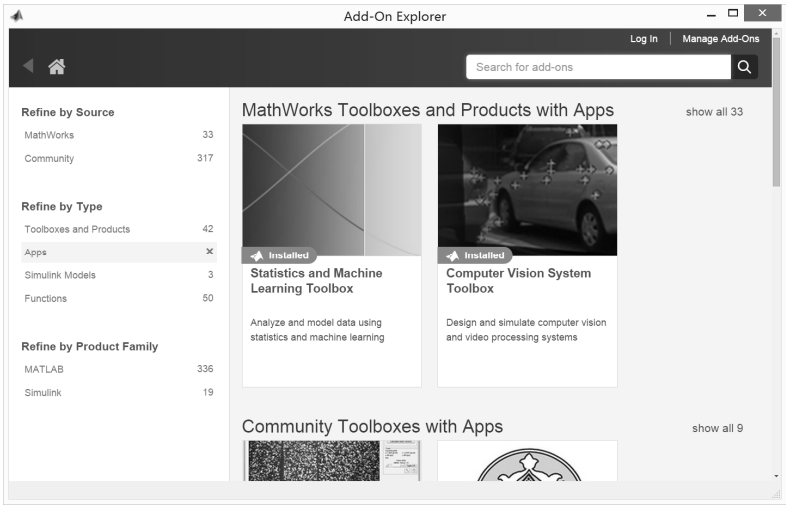 Add-On Explorer
Log In
Manage Add-Ons
Search for add-ons
Refine by Source
MathWorks 33
Community 317
Refine by Type
Toolboxes and Products 42
Apps
Simulink Models 3
Functions 50
Refine by Product Family
MATLAB 336
Simulink 19
MathWorks Toolboxes and Products with Apps
show all 33
Installed
Statistics and Machine
Learning Toolbox
Analyze and model data using
statistics and machine learning
Installed
Computer Vision System
Toolbox
Design and simulate computer vision
and video processing systems
Community Toolboxes with Apps
show all 9